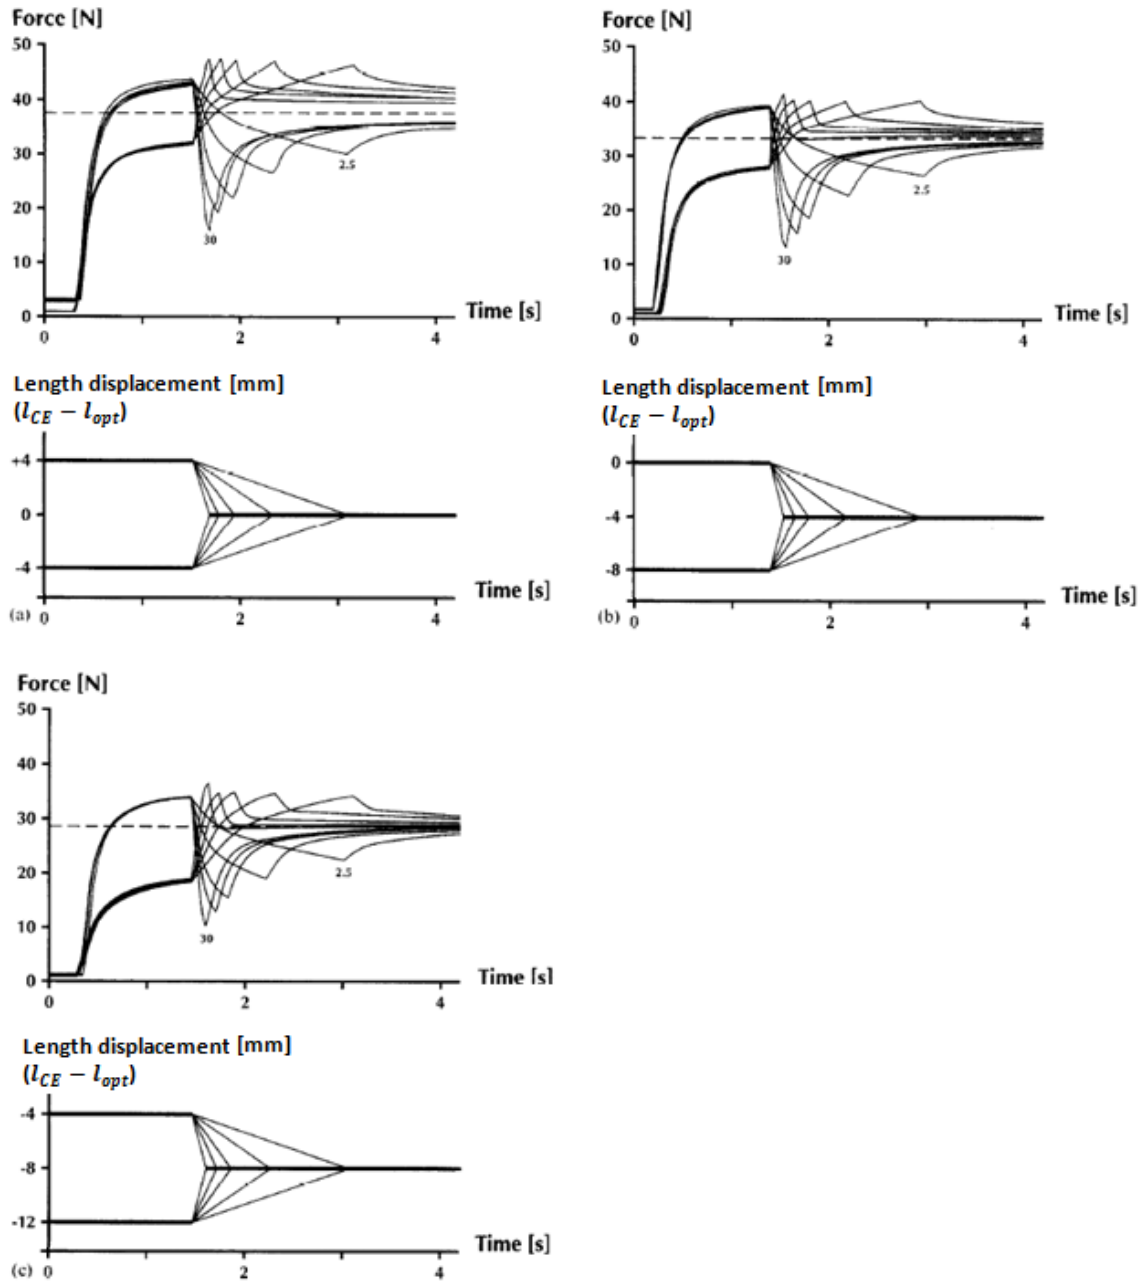 Force [N]
50
40
30
20
10
0
2.5
30
Time [s]
0
2
4
Length displacement [mm]
(l_CE − l_opt)
+4
0
-4
Time [s]
(a) 0
2
4
Force [N]
50
40
30
20
10
0
2.5
30
Time [s]
0
2
4
Length displacement [mm]
(l_CE − l_opt)
0
-4
-8
Time [s]
(b) 0
2
4
Force [N]
50
40
30
20
10
0
2.5
30
Time [s]
0
2
4
Length displacement [mm]
(l_CE − l_opt)
-4
-8
-12
Time [s]
(c) 0
2
4